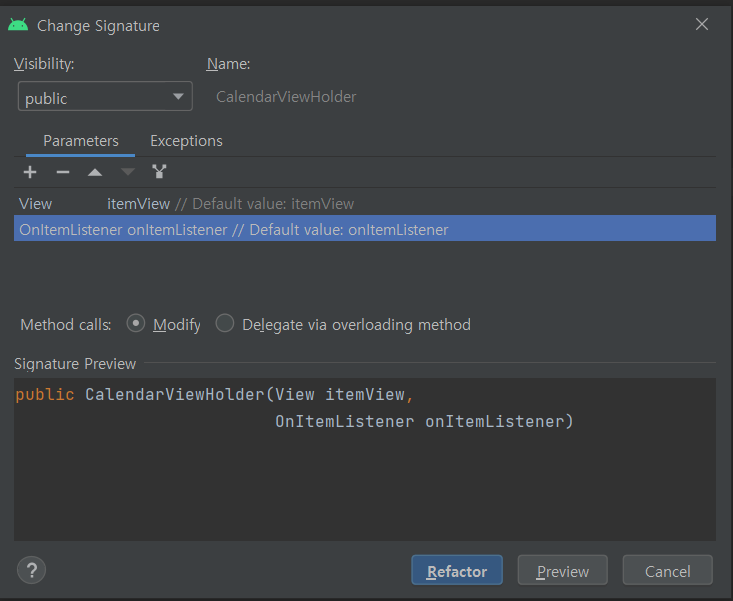 Change Signature
Visibility:
Name:
public
CalendarViewHolder
Parameters
Exceptions
View itemView // Default value: itemView
OnItemListener onItemListener // Default value: onItemListener
Method calls: Modify Delegate via overloading method
Signature Preview
public CalendarViewHolder(View itemView,
OnItemListener onItemListener)
?
Refactor
Preview
Cancel